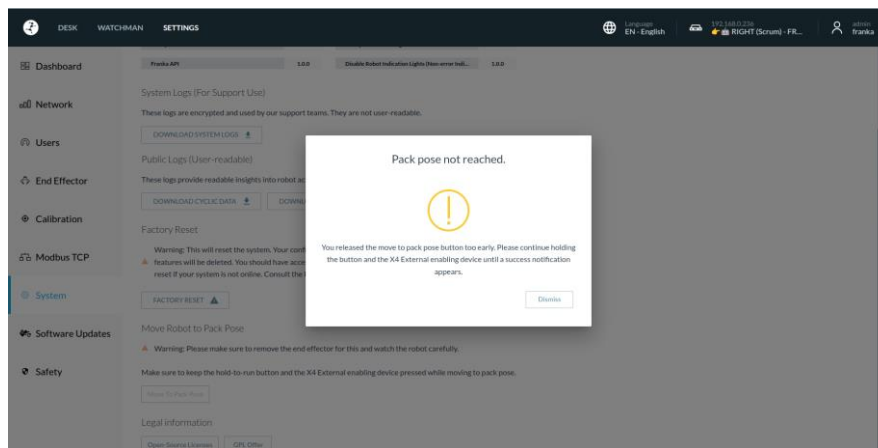 DESK
WATCHMAN
SETTINGS
Language
EN - English
192.168.0.236
RIGHT (Scrum) - FR...
admin
franka
Dashboard
Network
Users
End Effector
Calibration
Modbus TCP
System
Software Updates
Safety
Franka API 1.0.0
Disable Robot Indication Lights (Non-error Indi... 1.0.0
System Logs (For Support Use)
These logs are encrypted and used by our support teams. They are not user-readable.
DOWNLOAD SYSTEM LOGS
Public Logs (User-readable)
These logs provide readable insights into robot ac
DOWNLOAD CYCLIC DATA
DOWNL
Factory Reset
Warning: This will reset the system. Your conf
features will be deleted. You should have acce
reset if your system is not online. Consult the
FACTORY RESET
Move Robot to Pack Pose
Warning: Please make sure to remove the end effector for this and watch the robot carefully.
Make sure to keep the hold-to-run button and the X4 External enabling device pressed while moving to pack pose.
Move To Pack Pose
Legal information
Open-Source Licenses
GPL Offer
Pack pose not reached.
You released the move to pack pose button too early. Please continue holding
the button and the X4 External enabling device until a success notification
appears.
Dismiss